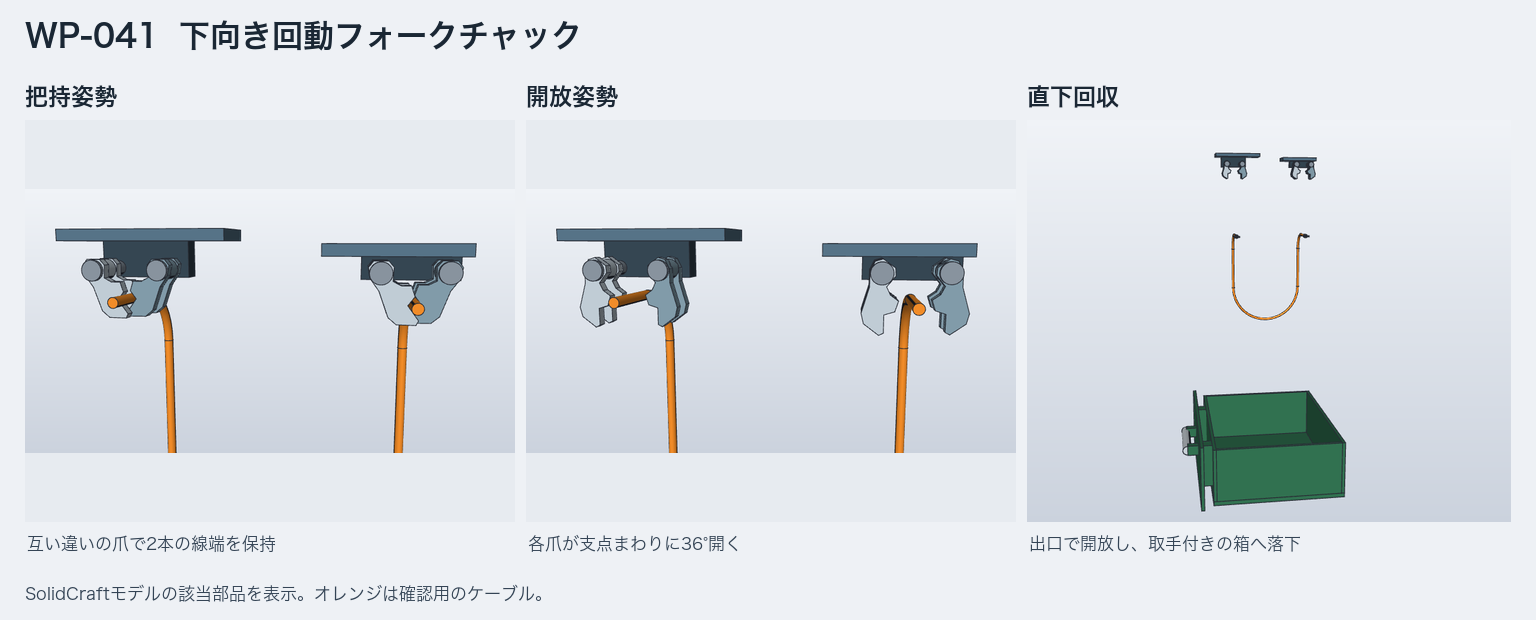 WP-041 下向き回動フォークチャック
把持姿勢
開放姿勢
直下回収
互い違いの爪で2本の線端を保持
各爪が支点まわりに36°開く
出口で開放し、取手付きの箱へ落下
SolidCraftモデルの該当部品を表示。オレンジは確認用のケーブル。